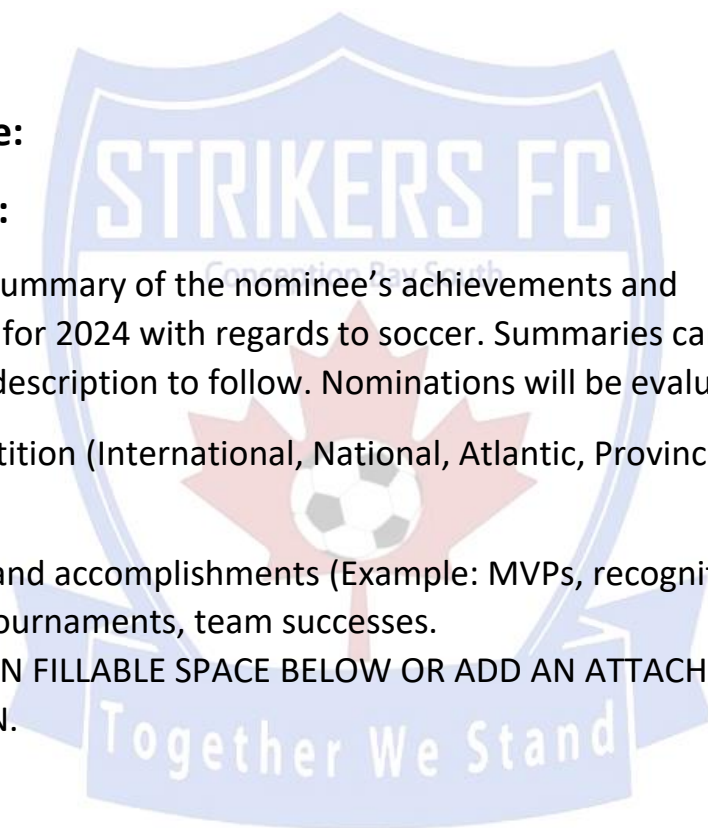 e:
STRIKERS FC
:
Conception Bay South
ummary of the nominee’s achievements and
for 2024 with regards to soccer. Summaries ca
description to follow. Nominations will be evalu
tition (International, National, Atlantic, Provinc
and accomplishments (Example: MVPs, recognit
ournaments, team successes.
N FILLABLE SPACE BELOW OR ADD AN ATTACH
N.
Together We Stand